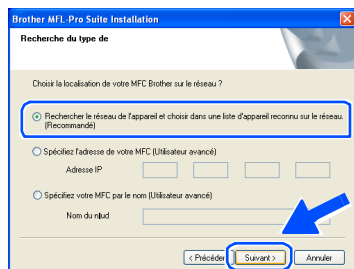 Brother MFL-Pro Suite Installation
Recherche du type de
Choisir la localisation de votre MFC Brother sur le réseau ?
Rechercher le réseau de l'appareil et choisir dans une liste d'appareil reconnu sur le réseau.
(Recommandé)
Spécifiez l'adresse de votre MFC (Utilisateur avancé)
Adresse IP
Spécifiez votre MFC par le nom (Utilisateur avancé)
Nom du nlud
< Précéder Suivant > Annuler